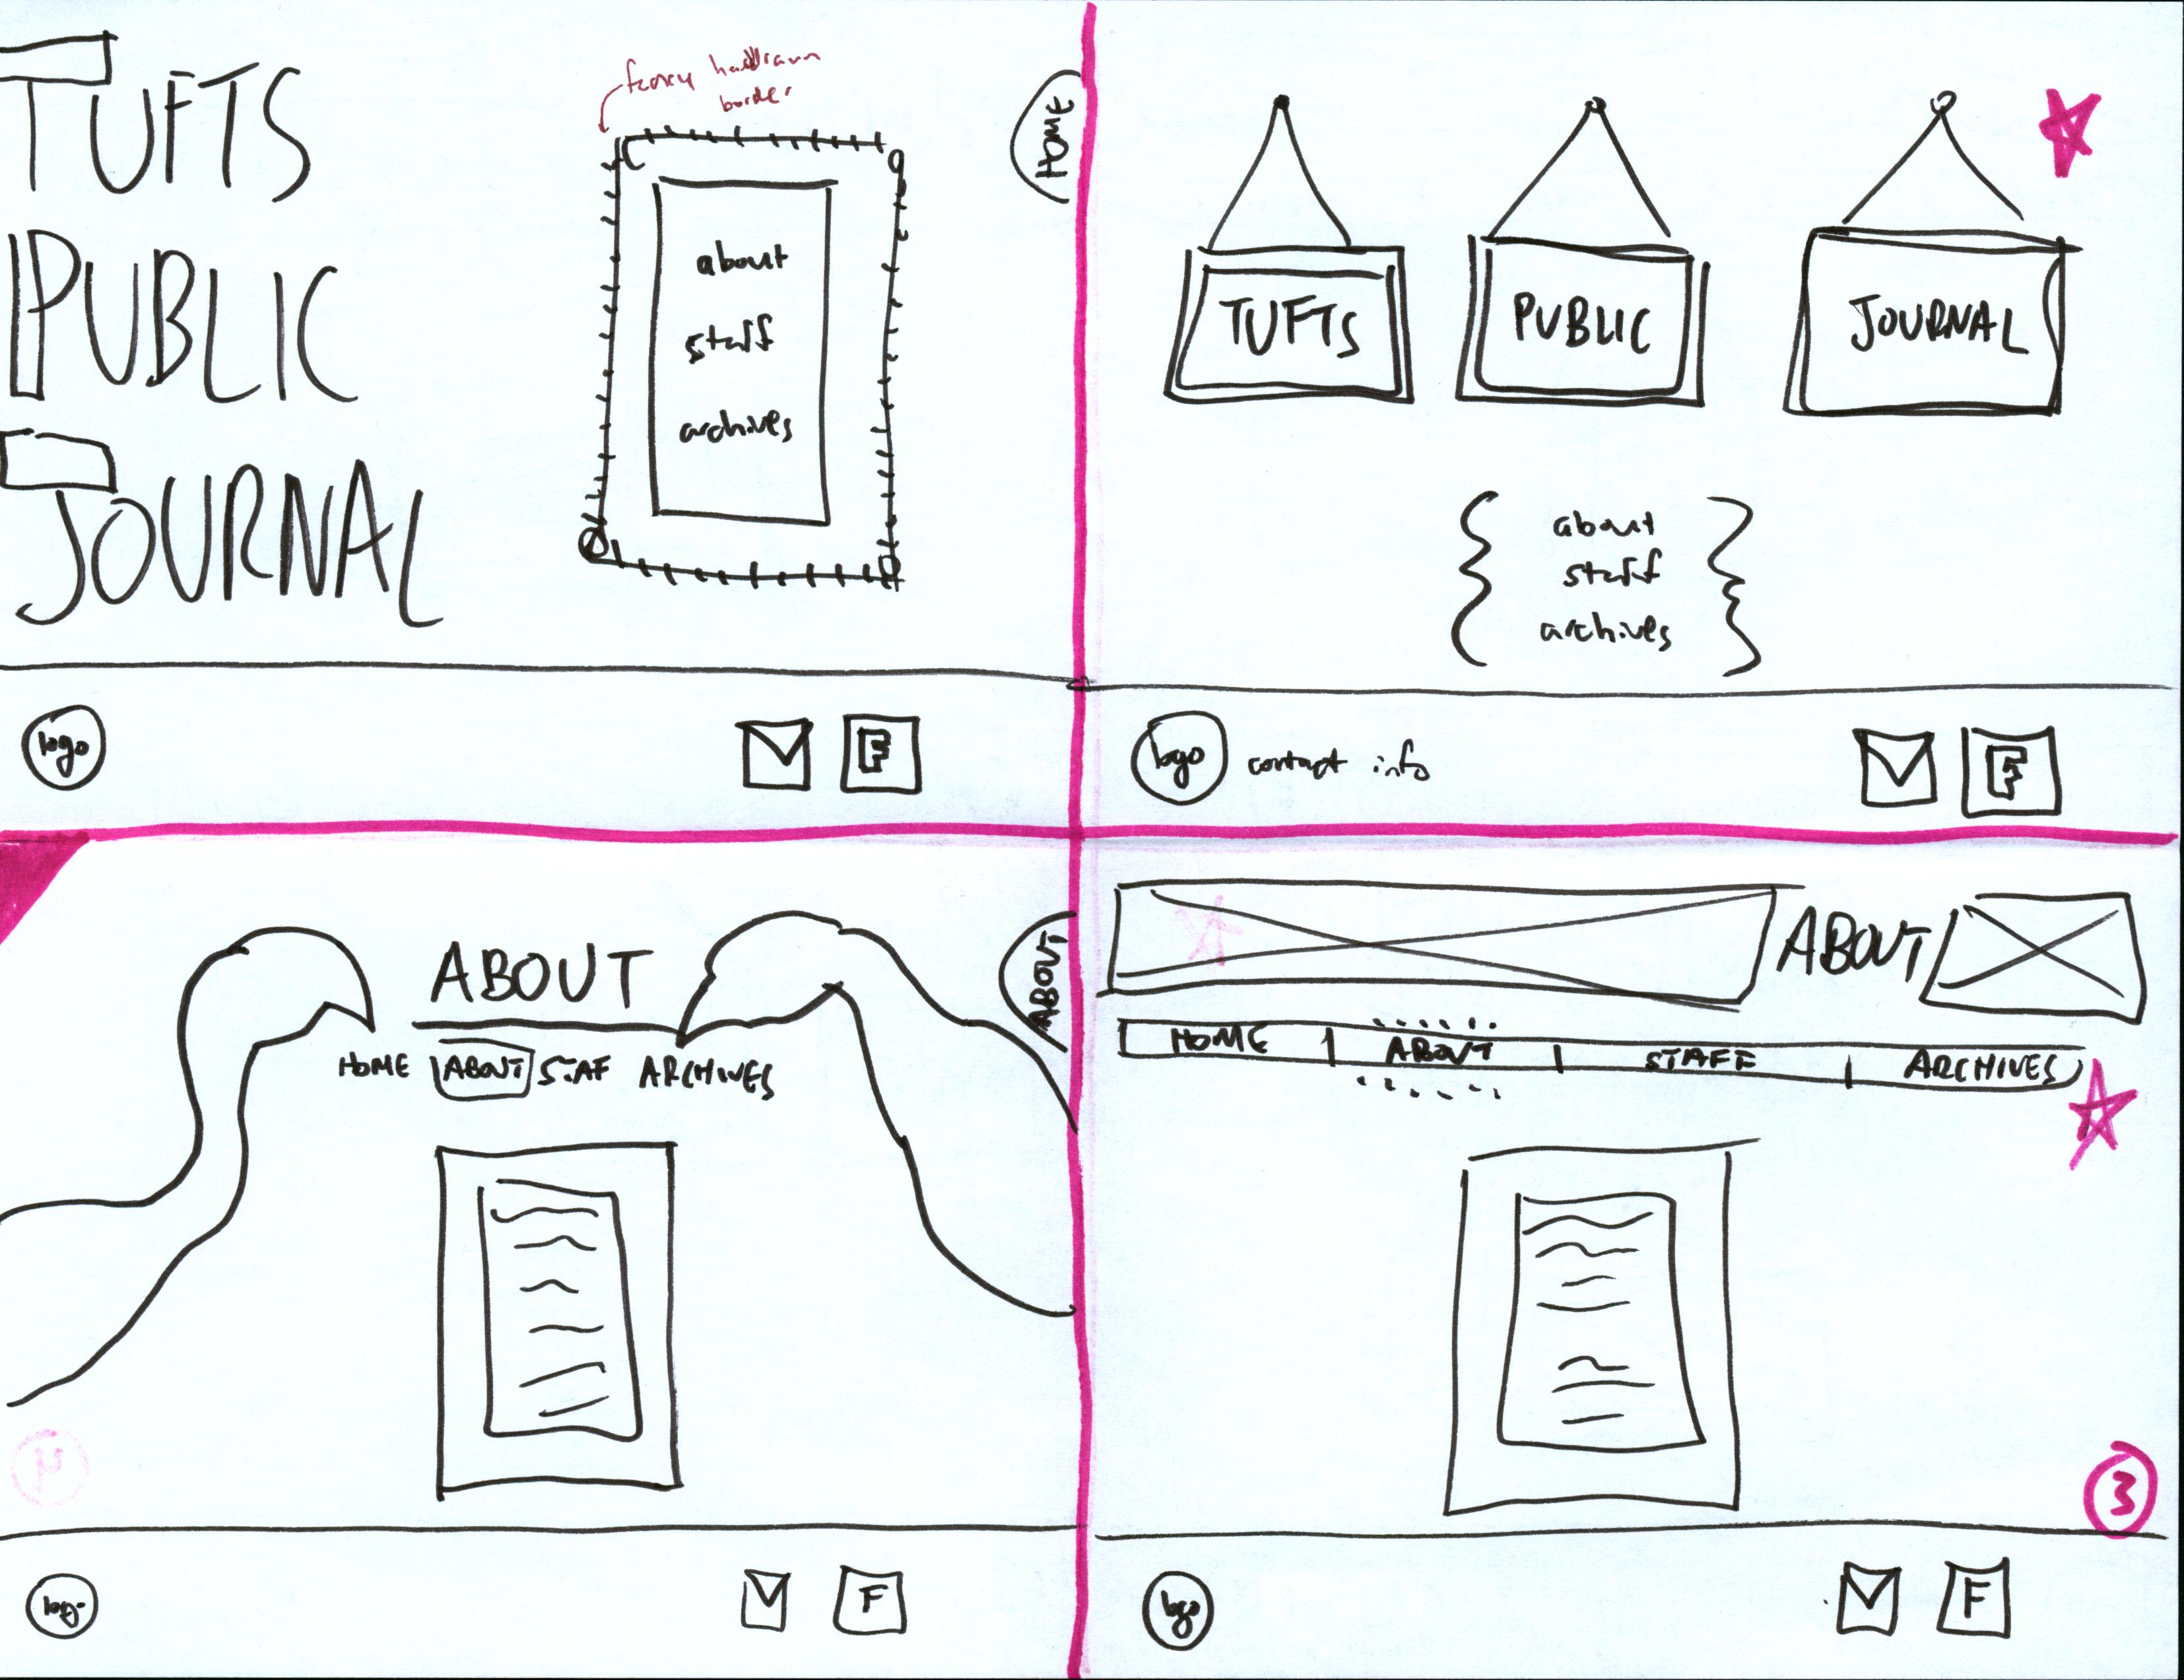 TUFTS
PUBLIC
JOURNAL
fancy handdrawn
border
about
staff
archives
Home
logo
F
TUFTS
PUBLIC
JOURNAL
about
staff
archives
logo
contact info
F
ABOUT
HOME ABOUT STAF ARCHIVES
ABOUT
logo
F
ABOUT
HOME | ABOUT | STAFF | ARCHIVES
3
logo
F